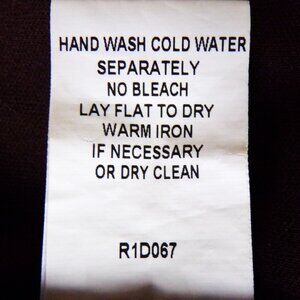 HAND WASH COLD WATER
SEPARATELY
NO BLEACH
LAY FLAT TO DRY
WARM IRON
IF NECESSARY
OR DRY CLEAN
R1D067